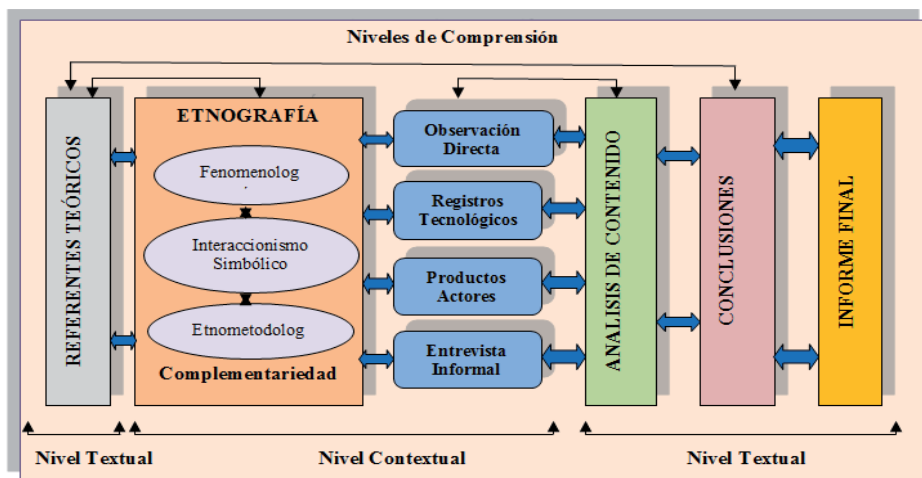 Niveles de Comprensión
REFERENTES TEÓRICOS
ETNOGRAFÍA
Fenomenolog
.
Interaccionismo
Simbólico
Etnometodolog
Complementariedad
Observación
Directa
Registros
Tecnológicos
Productos
Actores
Entrevista
Informal
ANALISIS DE CONTENIDO
CONCLUSIONES
INFORME FINAL
Nivel Textual
Nivel Contextual
Nivel Textual